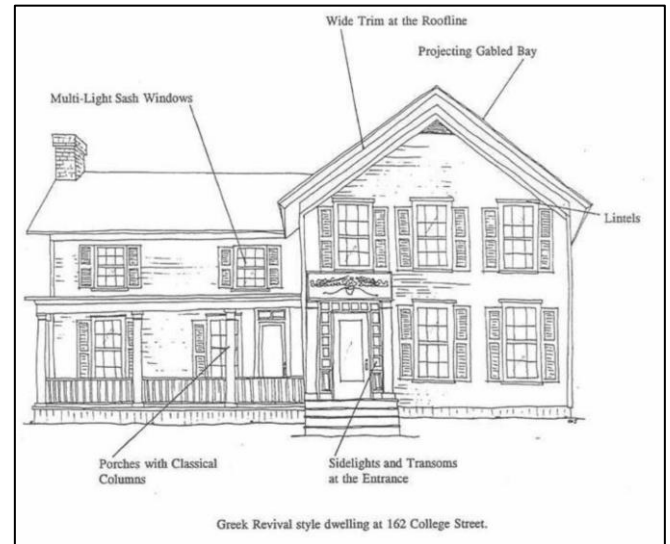 Wide Trim at the Roofline
Projecting Gabled Bay
Multi-Light Sash Windows
Lintels
Porches with Classical
Columns
Sidelights and Transoms
at the Entrance
Greek Revival style dwelling at 162 College Street.